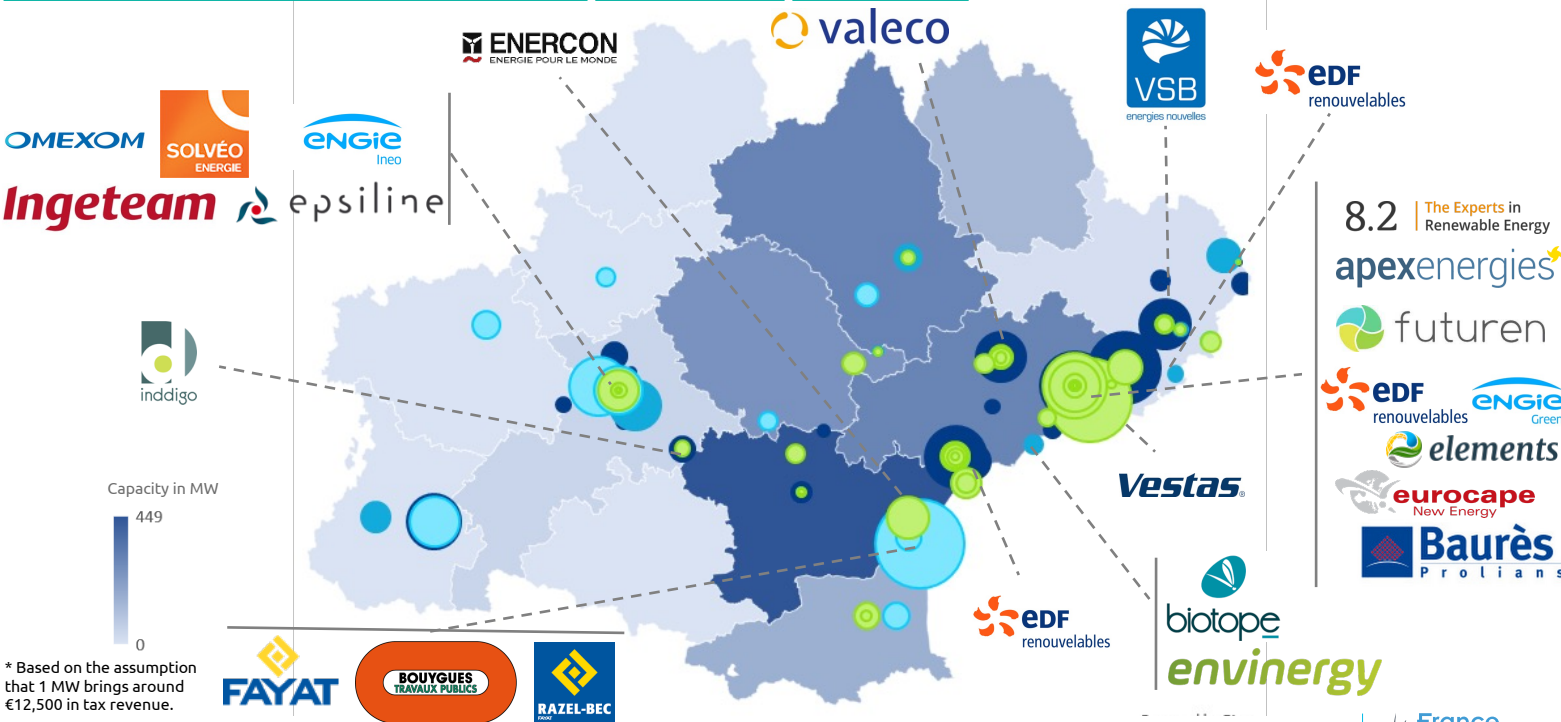 valeco
ENERCON
ENERGIE POUR LE MONDE
VSB
energies nouvelles
eDF
renouvelables
OMEXOM
SOLVÉO
ENERGIE
ENGIE
Ineo
Ingeteam
epsiline
8.2
The Experts in
Renewable Energy
apexenergies
futuren
eDF
renouvelables
ENGIE
Green
elements
eurocape
New Energy
Baurès
Prolians
inddigo
Vestas
Capacity in MW
449
0
* Based on the assumption
that 1 MW brings around
€12,500 in tax revenue.
FAYAT
BOUYGUES
TRAVAUX PUBLICS
RAZEL-BEC
FAYAT
eDF
renouvelables
biotope
envinergy